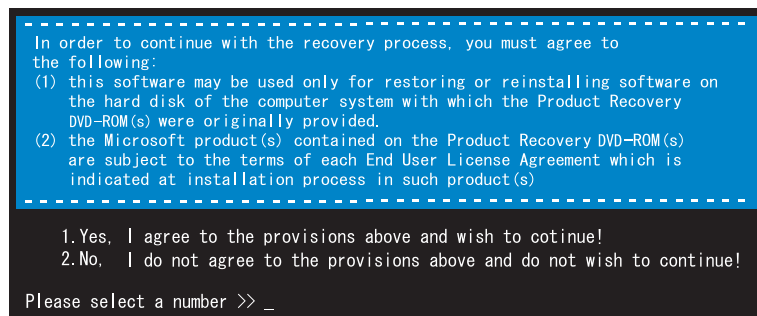 In order to continue with the recovery process, you must agree to
the following:
(1) this software may be used only for restoring or reinstalling software on
the hard disk of the computer system with which the Product Recovery
DVD-ROM(s) were originally provided.
(2) the Microsoft product(s) contained on the Product Recovery DVD-ROM(s)
are subject to the terms of each End User License Agreement which is
indicated at installation process in such product(s)
1.Yes, I agree to the provisions above and wish to cotinue!
2.No, I do not agree to the provisions above and do not wish to continue!
Please select a number >> _